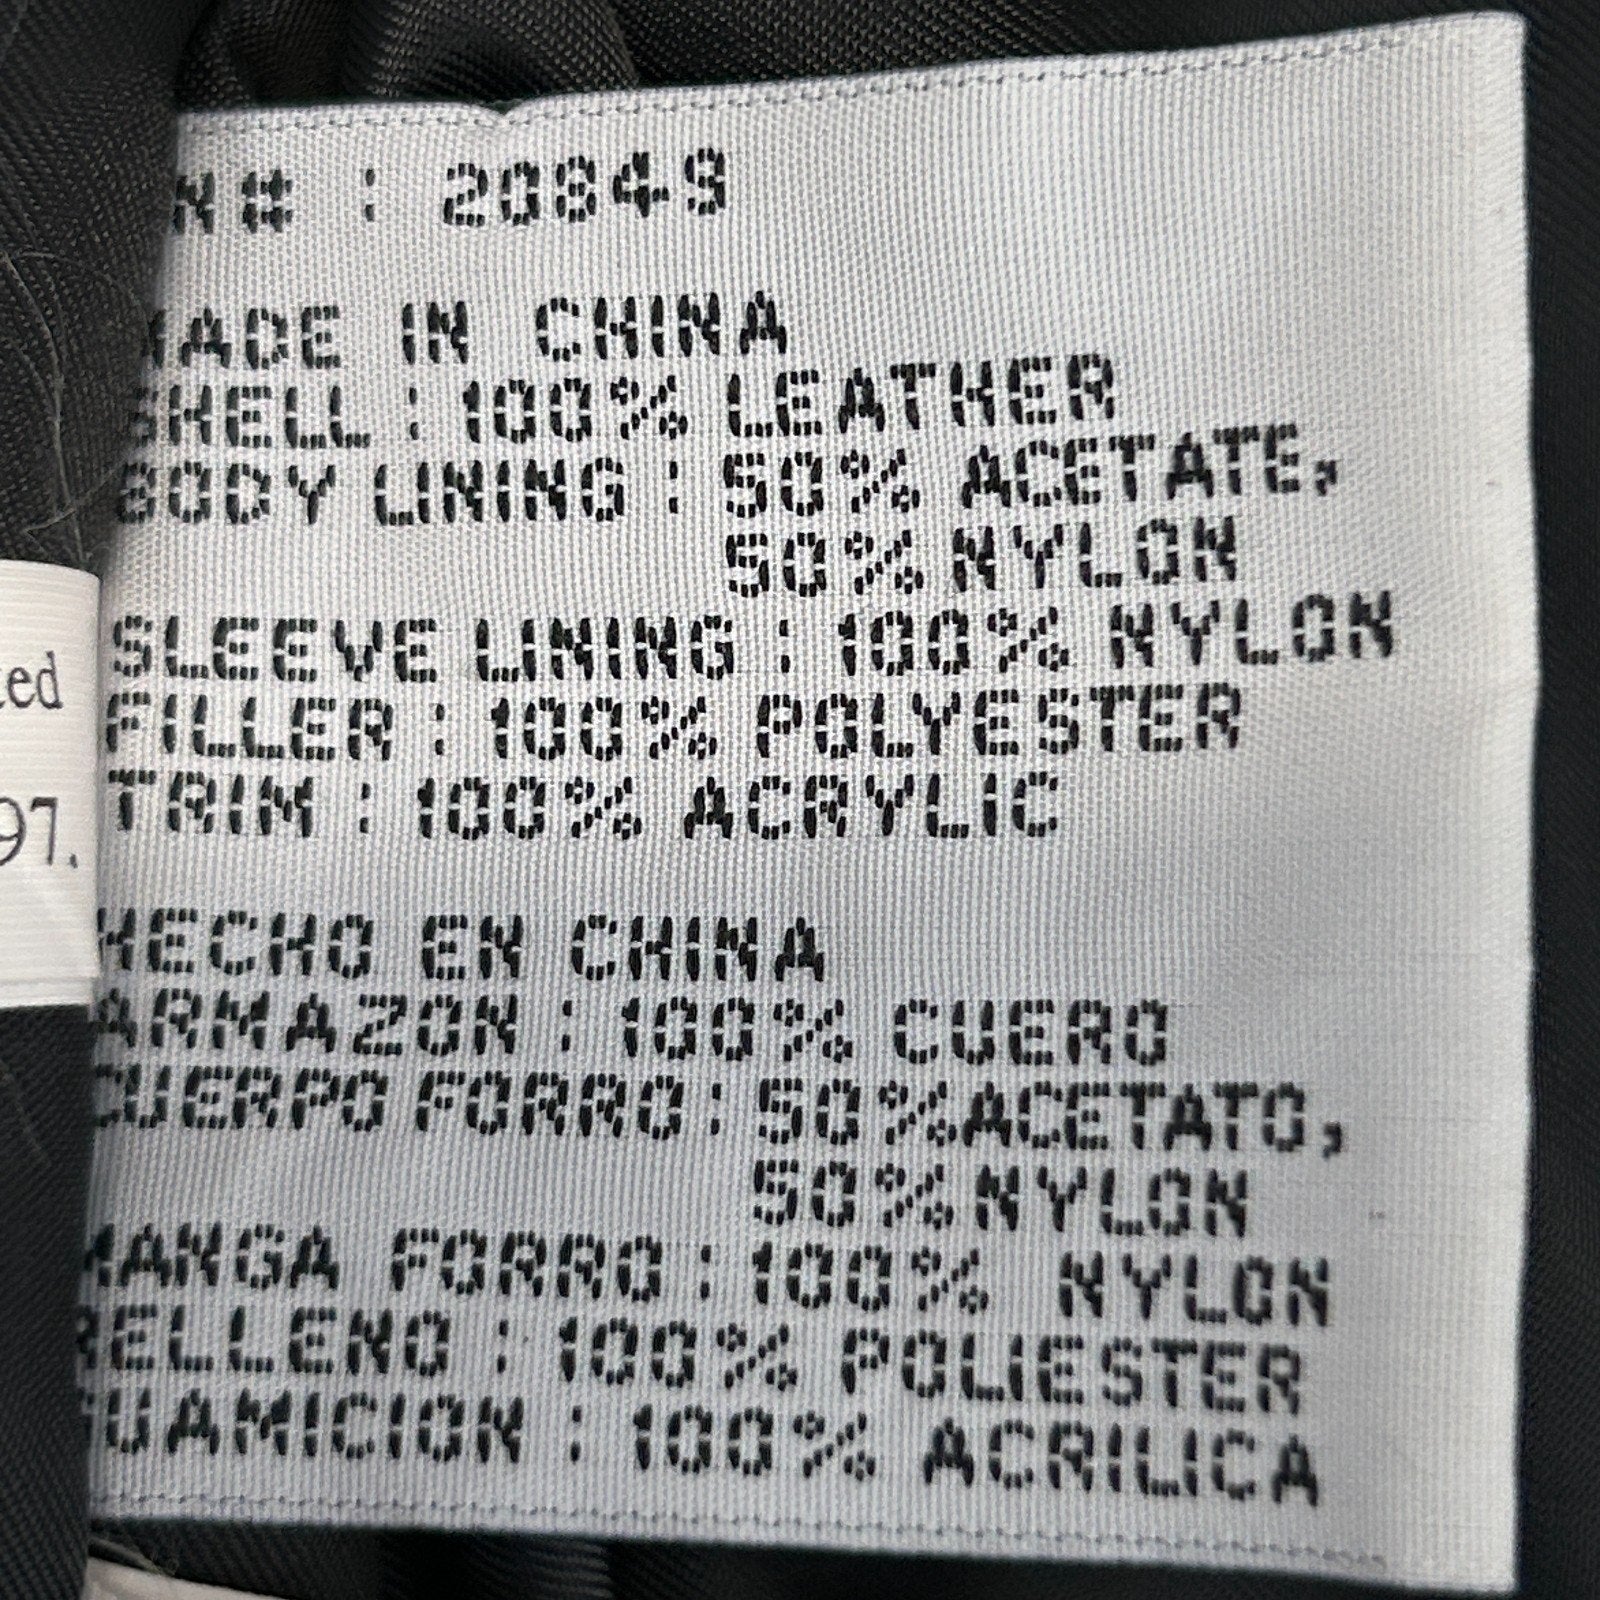 RN# : 20849
MADE IN CHINA
SHELL : 100% LEATHER
BODY LINING : 50% ACETATE,
50% NYLON
SLEEVE LINING : 100% NYLON
FILLER : 100% POLYESTER
TRIM : 100% ACRYLIC
HECHO EN CHINA
ARMAZON : 100% CUERO
CUERPO FORRO : 50% ACETATO,
50% NYLON
MANGA FORRO : 100% NYLON
RELLENO : 100% POLIESTER
GUAMICION : 100% ACRILICA
97.